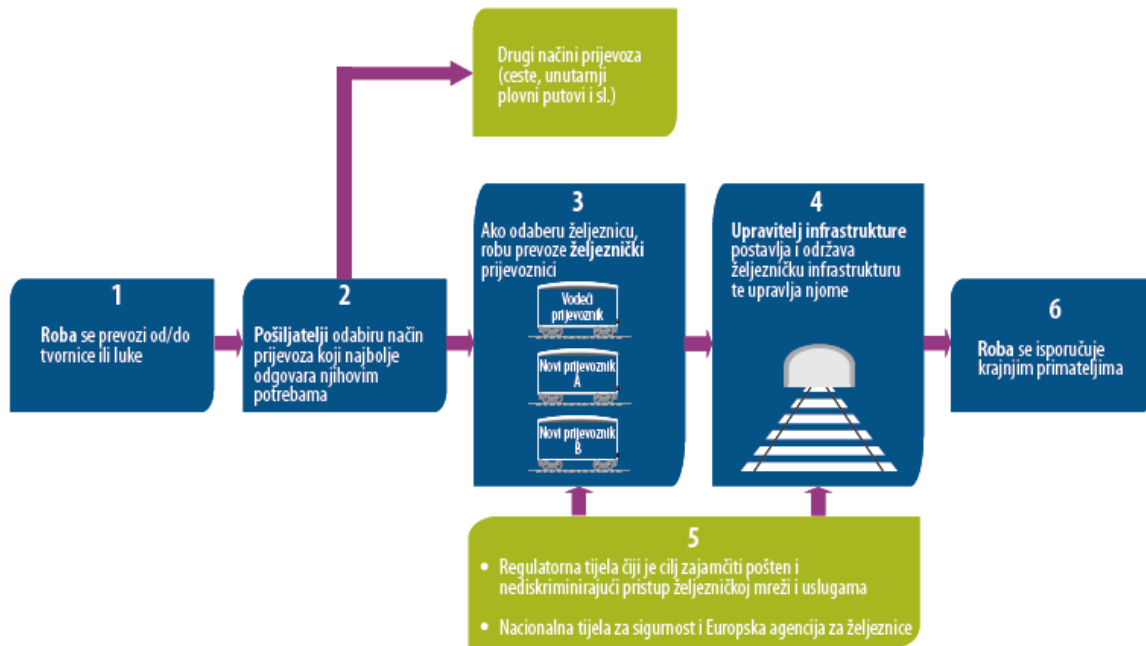 Drugi načini prijevoza
(ceste, unutarnji
plovni putovi i sl.)
1
Roba se prevozi od/do
tvornice ili luke
2
Pošiljatelji odabiru način
prijevoza koji najbolje
odgovara njihovim
potrebama
3
Ako odaberu željeznicu,
robu prevoze željeznički
prijevoznici
Vodeći
prijevoznik
Novi prijevoznik
A
Novi prijevoznik
B
4
Upravitelj infrastrukture
postavlja i održava
željezničku infrastrukturu
te upravlja njome
6
Roba se isporučuje
krajnjim primateljima
5
• Regulatorna tijela čiji je cilj zajamčiti pošten i
nediskriminirajući pristup željezničkoj mreži i uslugama
• Nacionalna tijela za sigurnost i Europska agencija za željeznice